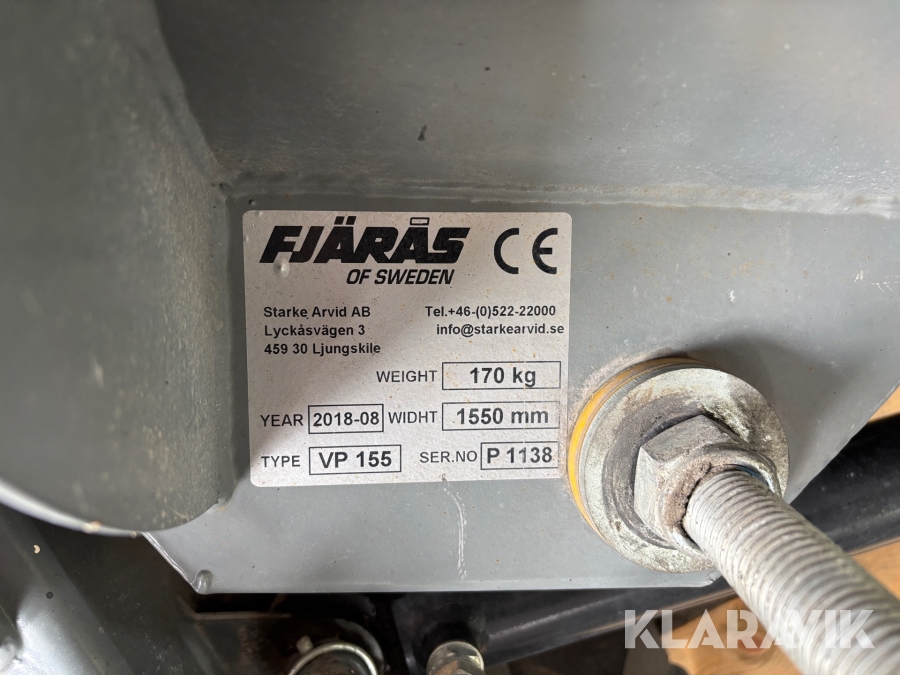 FJÄRÅS
OF SWEDEN
CE
Starke Arvid AB
Lyckåsvägen 3
459 30 Ljungskile
Tel.+46-(0)522-22000
info@starkearvid.se
WEIGHT 170 kg
YEAR 2018-08 WIDHT 1550 mm
TYPE VP 155 SER.NO P 1138
KLARAVIK